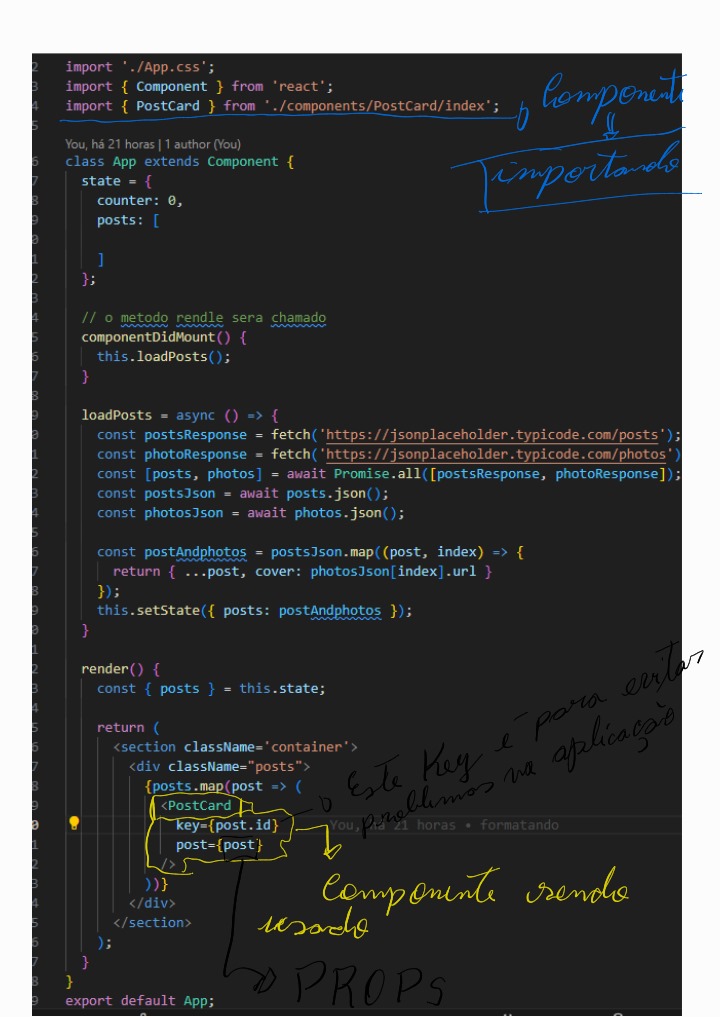 2 import './App.css';
3 import { Component } from 'react';
4 import { PostCard } from './components/PostCard/index';
Componente
importando
5
You, há 21 horas | 1 author (You)
6 class App extends Component {
7 state = {
8 counter: 0,
9 posts: [
0
1 ]
2 };
3
4 // o metodo rendle sera chamado
5 componentDidMount() {
6 this.loadPosts();
7 }
8
9 loadPosts = async () => {
0 const postsResponse = fetch('https://jsonplaceholder.typicode.com/posts');
1 const photoResponse = fetch('https://jsonplaceholder.typicode.com/photos')
2 const [posts, photos] = await Promise.all([postsResponse, photoResponse]);
3 const postsJson = await posts.json();
4 const photosJson = await photos.json();
5
6 const postAndphotos = postsJson.map((post, index) => {
7 return { ...post, cover: photosJson[index].url }
8 });
9 this.setState({ posts: postAndphotos });
0 }
1
2 render() {
3 const { posts } = this.state;
4
5 return (
6 <section className='container'>
7 <div className="posts">
8 {posts.map(post => (
9 <PostCard
Este Key é para evitar
problemas na aplicação
0 key={post.id} You, há 21 horas • formatando
1 post={post}
2 />
3 ))}
Componente sendo
usado
4 </div>
5 </section>
6 );
7 }
PROPS
8 }
9 export default App;